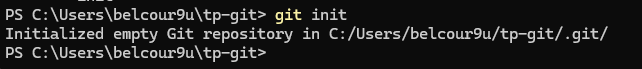 PS C:\Users\belcour9u\tp-git> git init
Initialized empty Git repository in C:/Users/belcour9u/tp-git/.git/
PS C:\Users\belcour9u\tp-git>